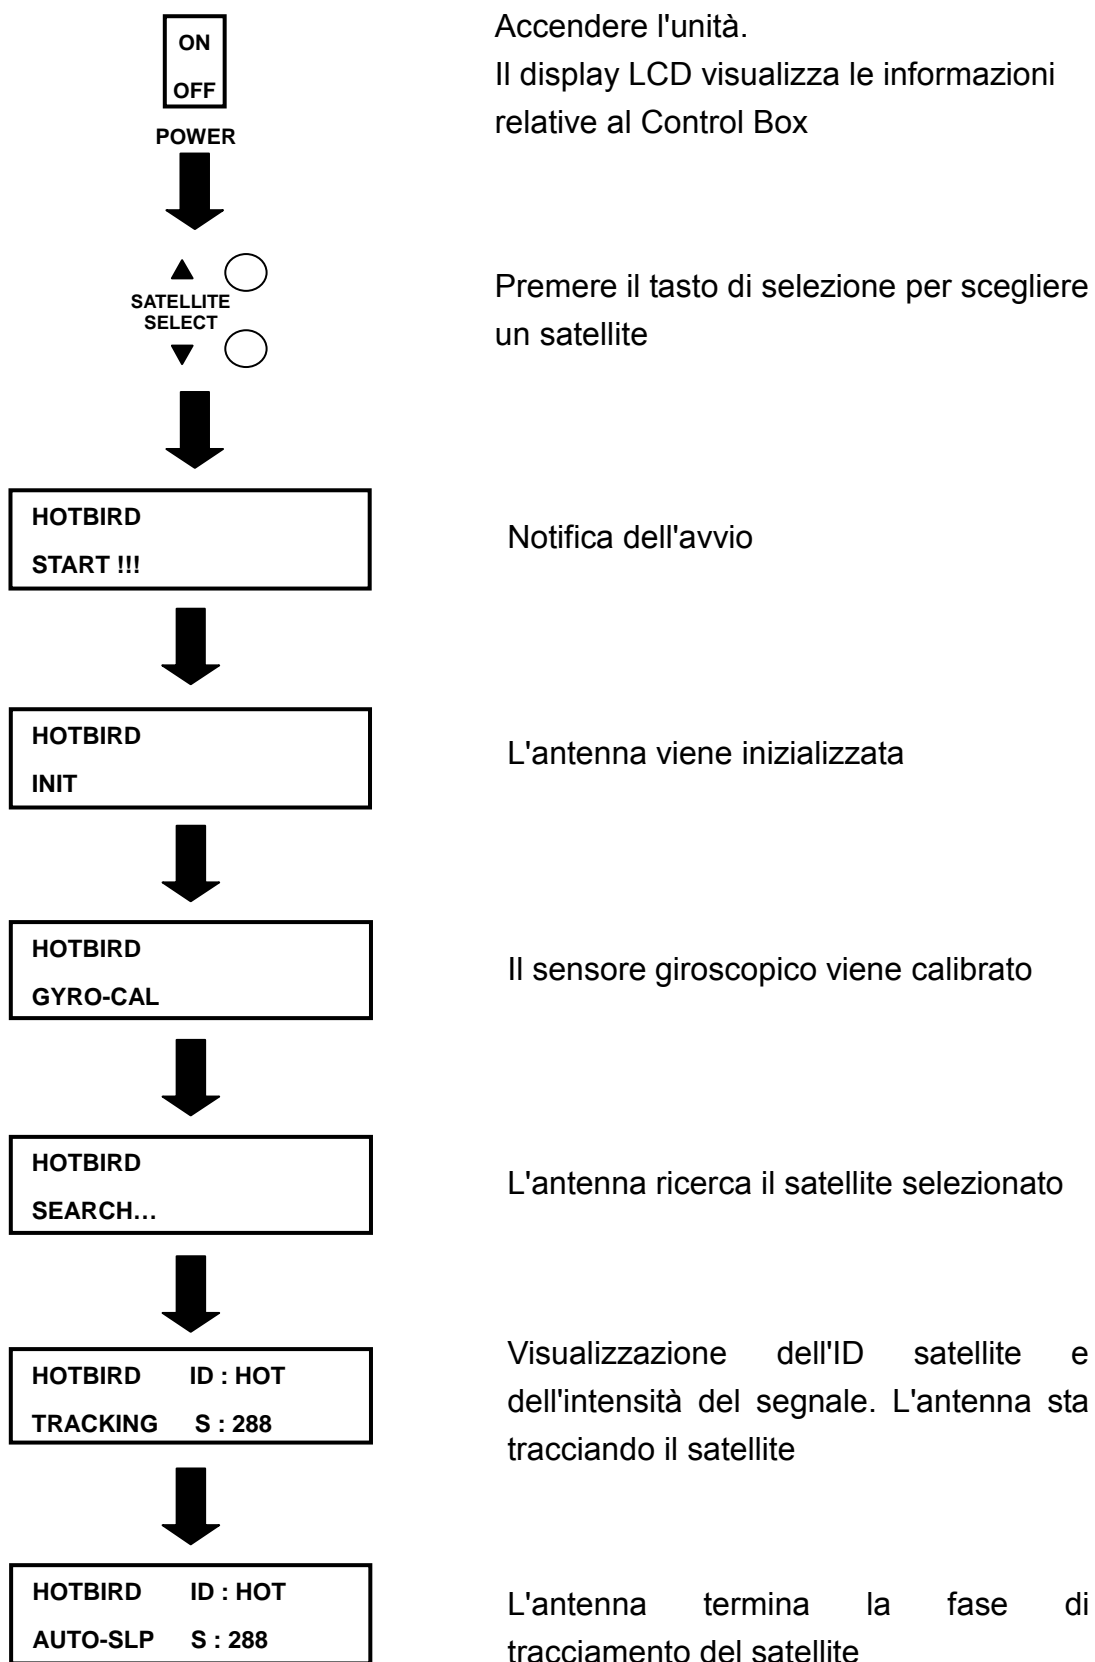 ON
OFF
POWER
Accendere l'unità.
Il display LCD visualizza le informazioni
relative al Control Box
SATELLITE
SELECT
Premere il tasto di selezione per scegliere
un satellite
HOTBIRD
START !!!
Notifica dell'avvio
HOTBIRD
INIT
L'antenna viene inizializzata
HOTBIRD
GYRO-CAL
Il sensore giroscopico viene calibrato
HOTBIRD
SEARCH…
L'antenna ricerca il satellite selezionato
HOTBIRD ID : HOT
TRACKING S : 288
Visualizzazione dell'ID satellite e
dell'intensità del segnale. L'antenna sta
tracciando il satellite
HOTBIRD ID : HOT
AUTO-SLP S : 288
L'antenna termina la fase di
tracciamento del satellite